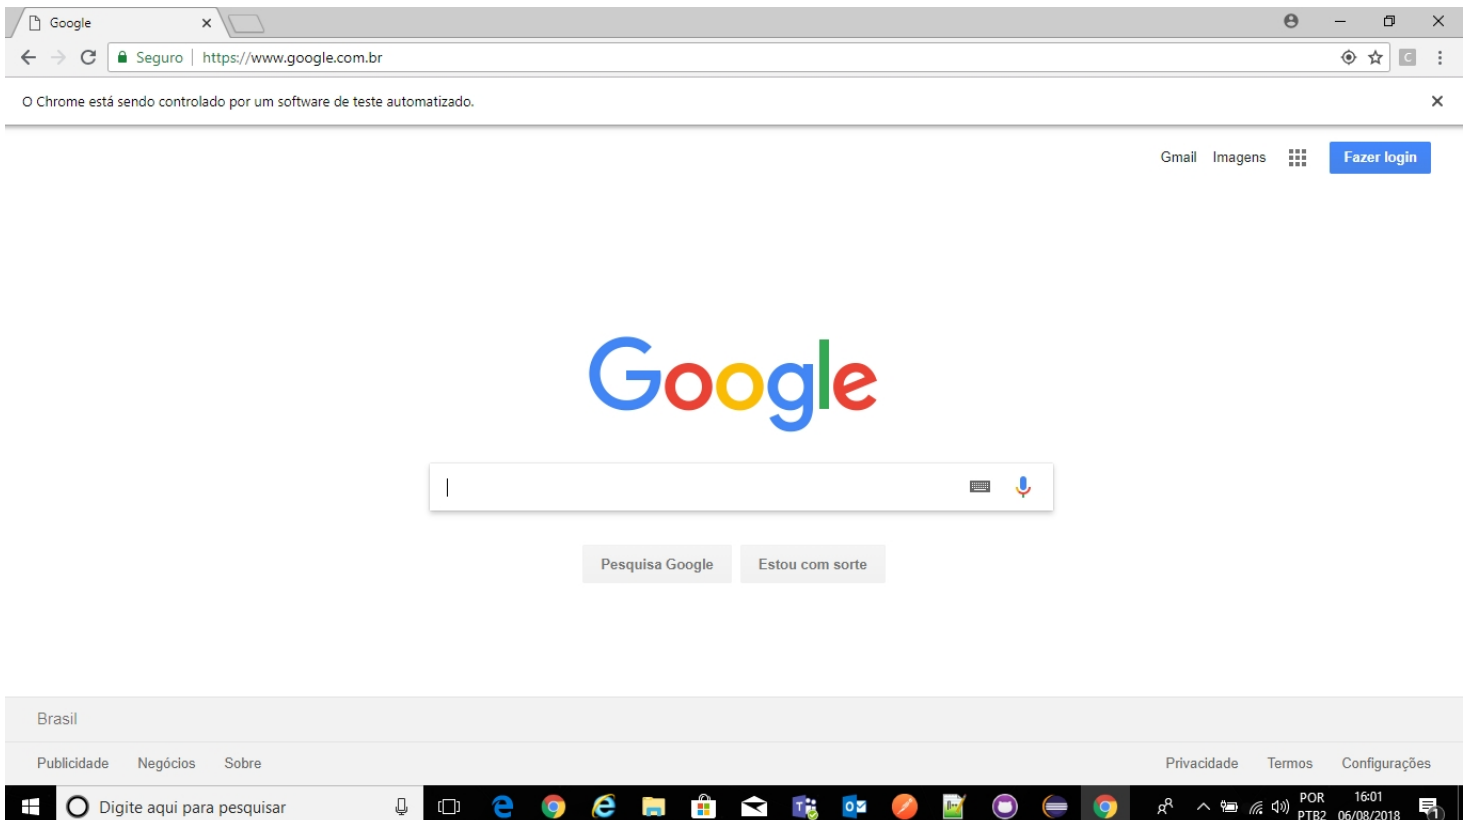 Google
Seguro | https://www.google.com.br
O Chrome está sendo controlado por um software de teste automatizado.
Gmail Imagens Fazer login
Google
Pesquisa Google Estou com sorte
Brasil
Publicidade Negócios Sobre Privacidade Termos Configurações
Digite aqui para pesquisar
POR 16:01
PTB2 06/08/2018